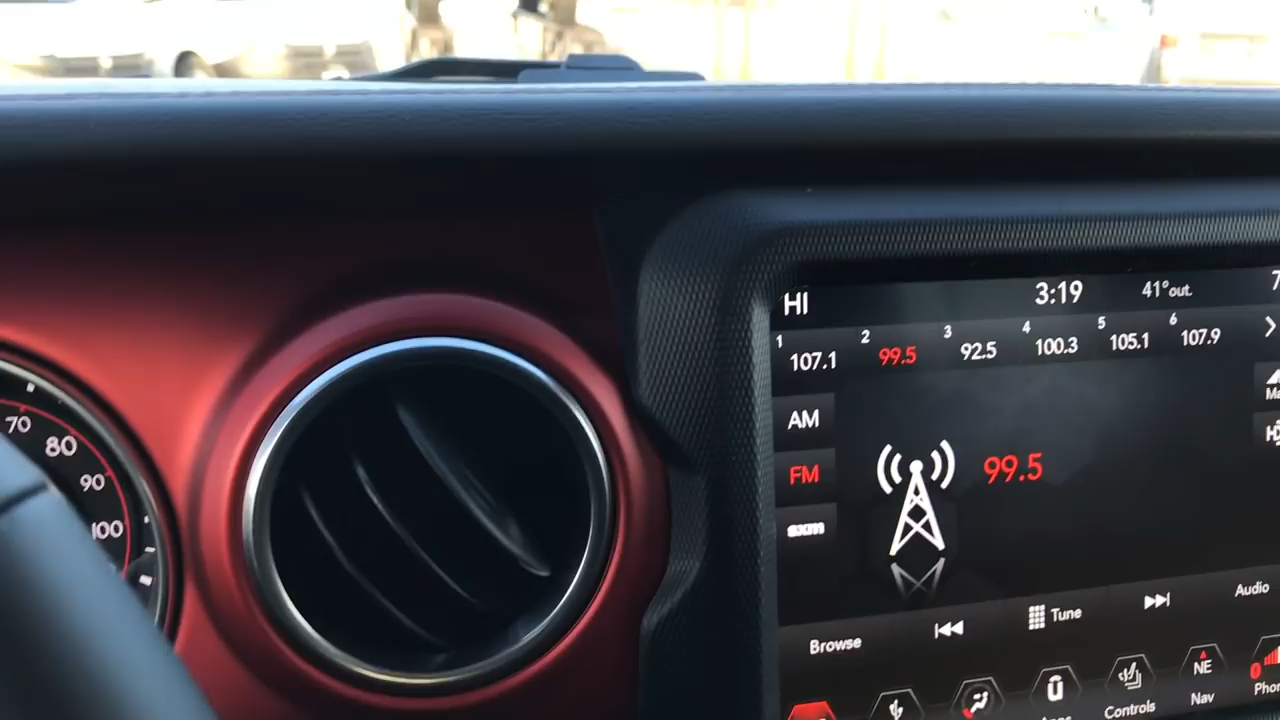 HI 3:19 41°out.
1 2 3 4 5 6
107.1 99.5 92.5 100.3 105.1 107.9
AM
FM 99.5
sxm
Browse Tune Audio
Controls NE Nav
70
80
90
100